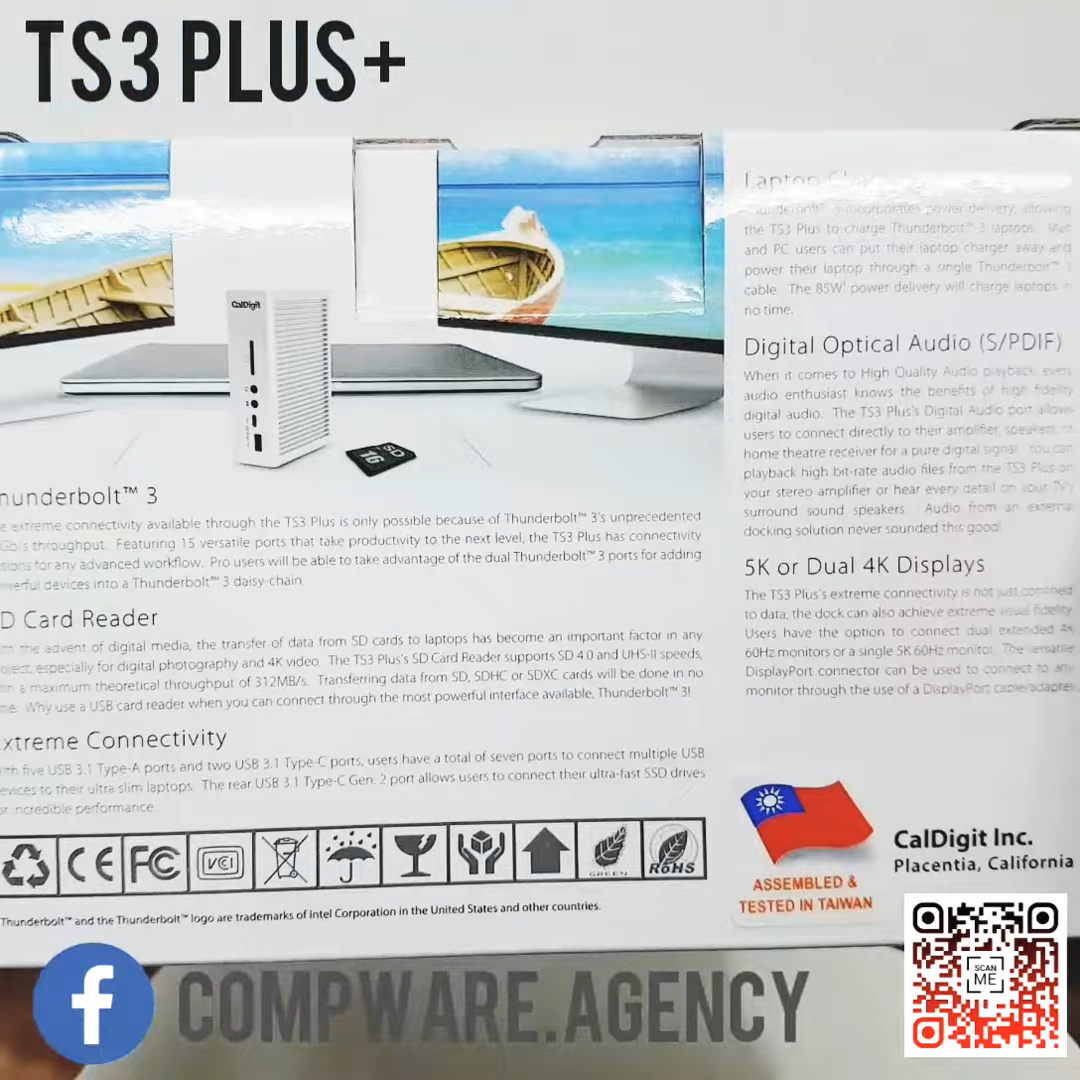 TS3 PLUS+
CalDigit
SD
16
Thunderbolt™ 3
extreme connectivity available through the TS3 Plus is only possible because of Thunderbolt™ 3's unprecedented
throughput. Featuring 15 versatile ports that take productivity to the next level, the TS3 Plus has connectivity
for any advanced workflow. Pro users will be able to take advantage of the dual Thunderbolt™ 3 ports for adding
devices into a Thunderbolt™ 3 daisy-chain.
D Card Reader
the advent of digital media, the transfer of data from SD cards to laptops has become an important factor in any
especially for digital photography and 4K video. The TS3 Plus's SD Card Reader supports SD 4.0 and UHS-II speeds,
a maximum theoretical throughput of 312MB/s. Transferring data from SD, SDHC or SDXC cards will be done in no
Why use a USB card reader when you can connect through the most powerful interface available, Thunderbolt™ 3!
xtreme Connectivity
five USB 3.1 Type-A ports and two USB 3.1 Type-C ports, users have a total of seven ports to connect multiple USB
evices to their ultra slim laptops. The rear USB 3.1 Type-C Gen. 2 port allows users to connect their ultra-fast SSD drives
incredible performance.
CE FC VCI GREEN RoHS
Thunderbolt™ and the Thunderbolt™ logo are trademarks of Intel Corporation in the United States and other countries.
Laptop
incorporates power delivery, allowing
the TS3 Plus to charge Thunderbolt™ 3 laptops. Mac
and PC users can put their laptop charger away and
power their laptop through a single Thunderbolt™ 3
cable. The 85W¹ power delivery will charge laptops in
no time.
Digital Optical Audio (S/PDIF)
When it comes to High Quality Audio playback, every
audio enthusiast knows the benefits of high fidelity
digital audio. The TS3 Plus's Digital Audio port allows
users to connect directly to their amplifier, speakers, or
home theatre receiver for a pure digital signal. You can
playback high bit-rate audio files from the TS3 Plus on
your stereo amplifier or hear every detail on your TV's
surround sound speakers. Audio from an external
docking solution never sounded this good!
5K or Dual 4K Displays
The TS3 Plus's extreme connectivity is not just confined
to data, the dock can also achieve extreme visual fidelity.
Users have the option to connect dual extended 4K
60Hz monitors or a single 5K 60Hz monitor. The versatile
DisplayPort connector can be used to connect to any
monitor through the use of a DisplayPort cable/adapter.
ASSEMBLED &
TESTED IN TAIWAN
CalDigit Inc.
Placentia, California
SCAN
ME
f COMPWARE.AGENCY